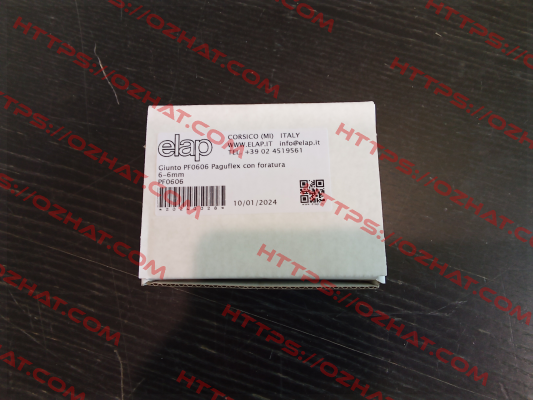 elap
CORSICO (MI) ITALY
WWW.ELAP.IT info@elap.it
TEL. +39 02 4519561
Giunto PF0606 Paguflex con foratura
6-6mm
PF0606
10/01/2024
HTTPS://OZHAT.COM